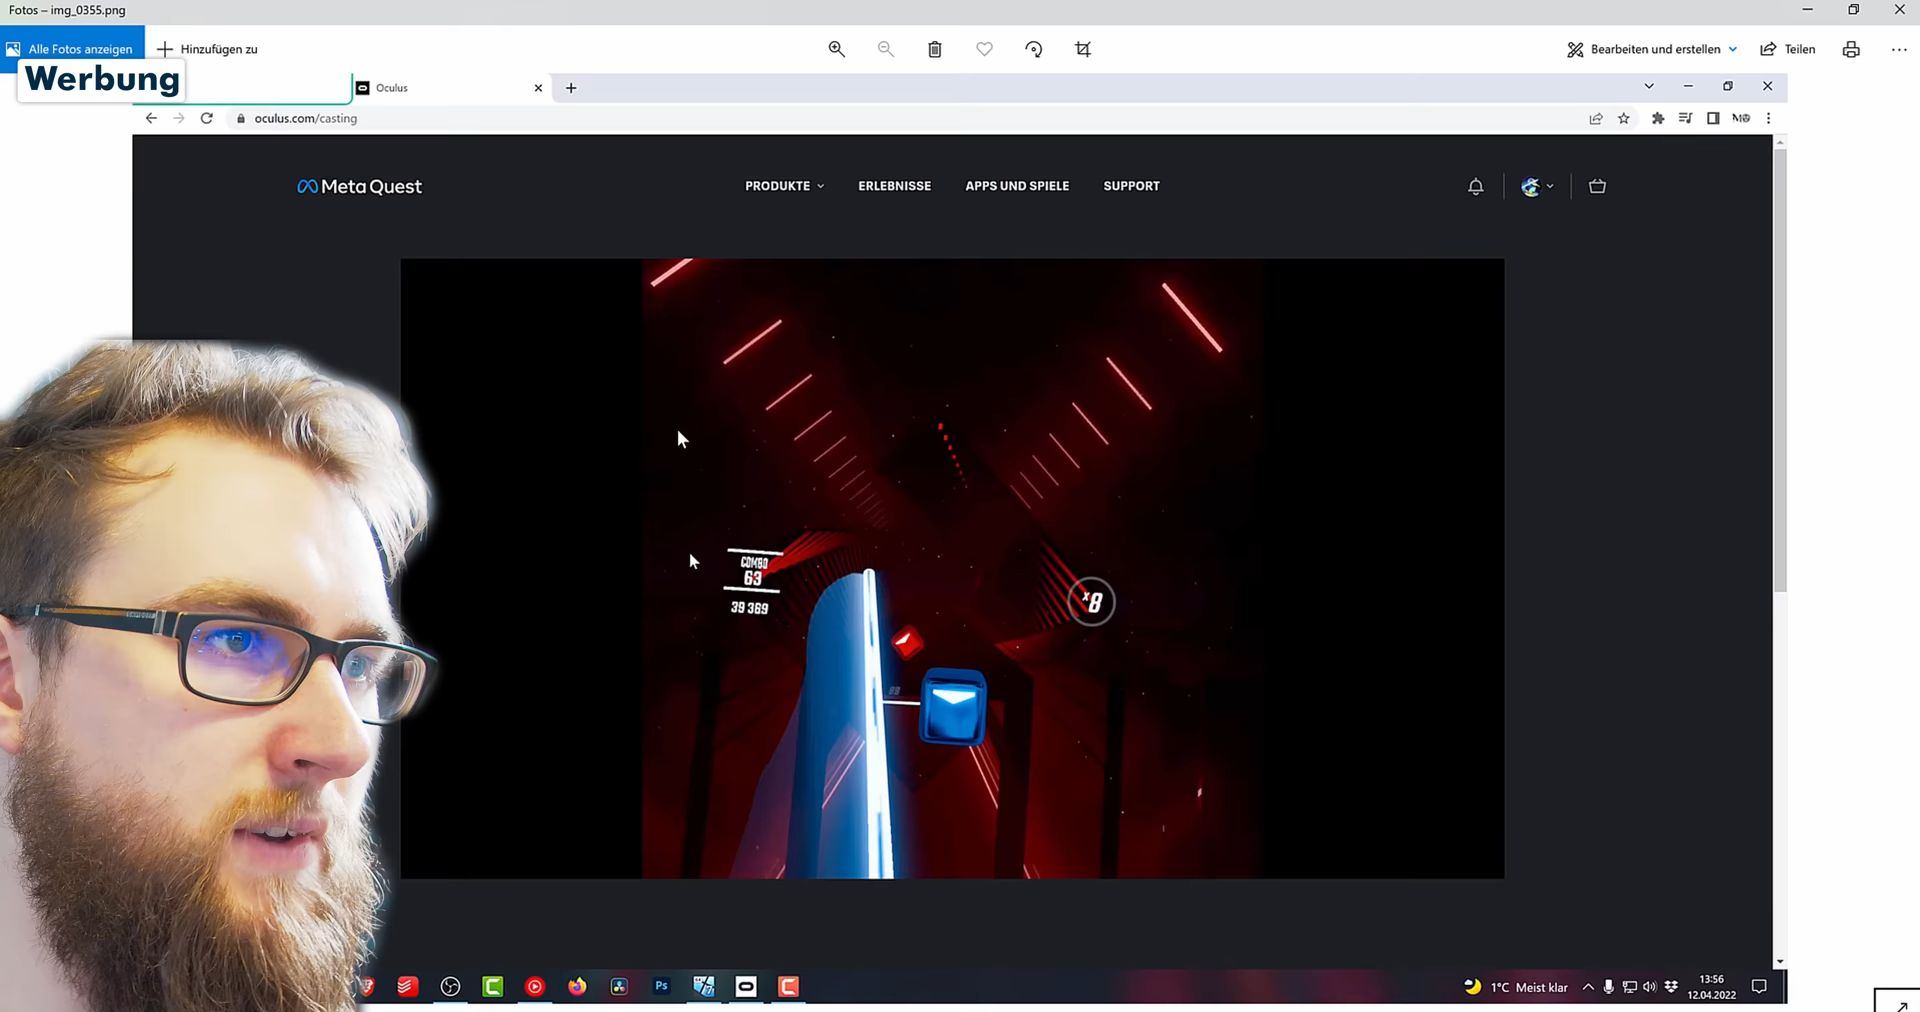 Fotos – img_0355.png
Alle Fotos anzeigen
Hinzufügen zu
Bearbeiten und erstellen
Teilen
Werbung
Oculus
oculus.com/casting
Meta Quest
PRODUKTE
ERLEBNISSE
APPS UND SPIELE
SUPPORT
COMBO
63
39 369
x8
Ps
1°C Meist klar
13:56
12.04.2022